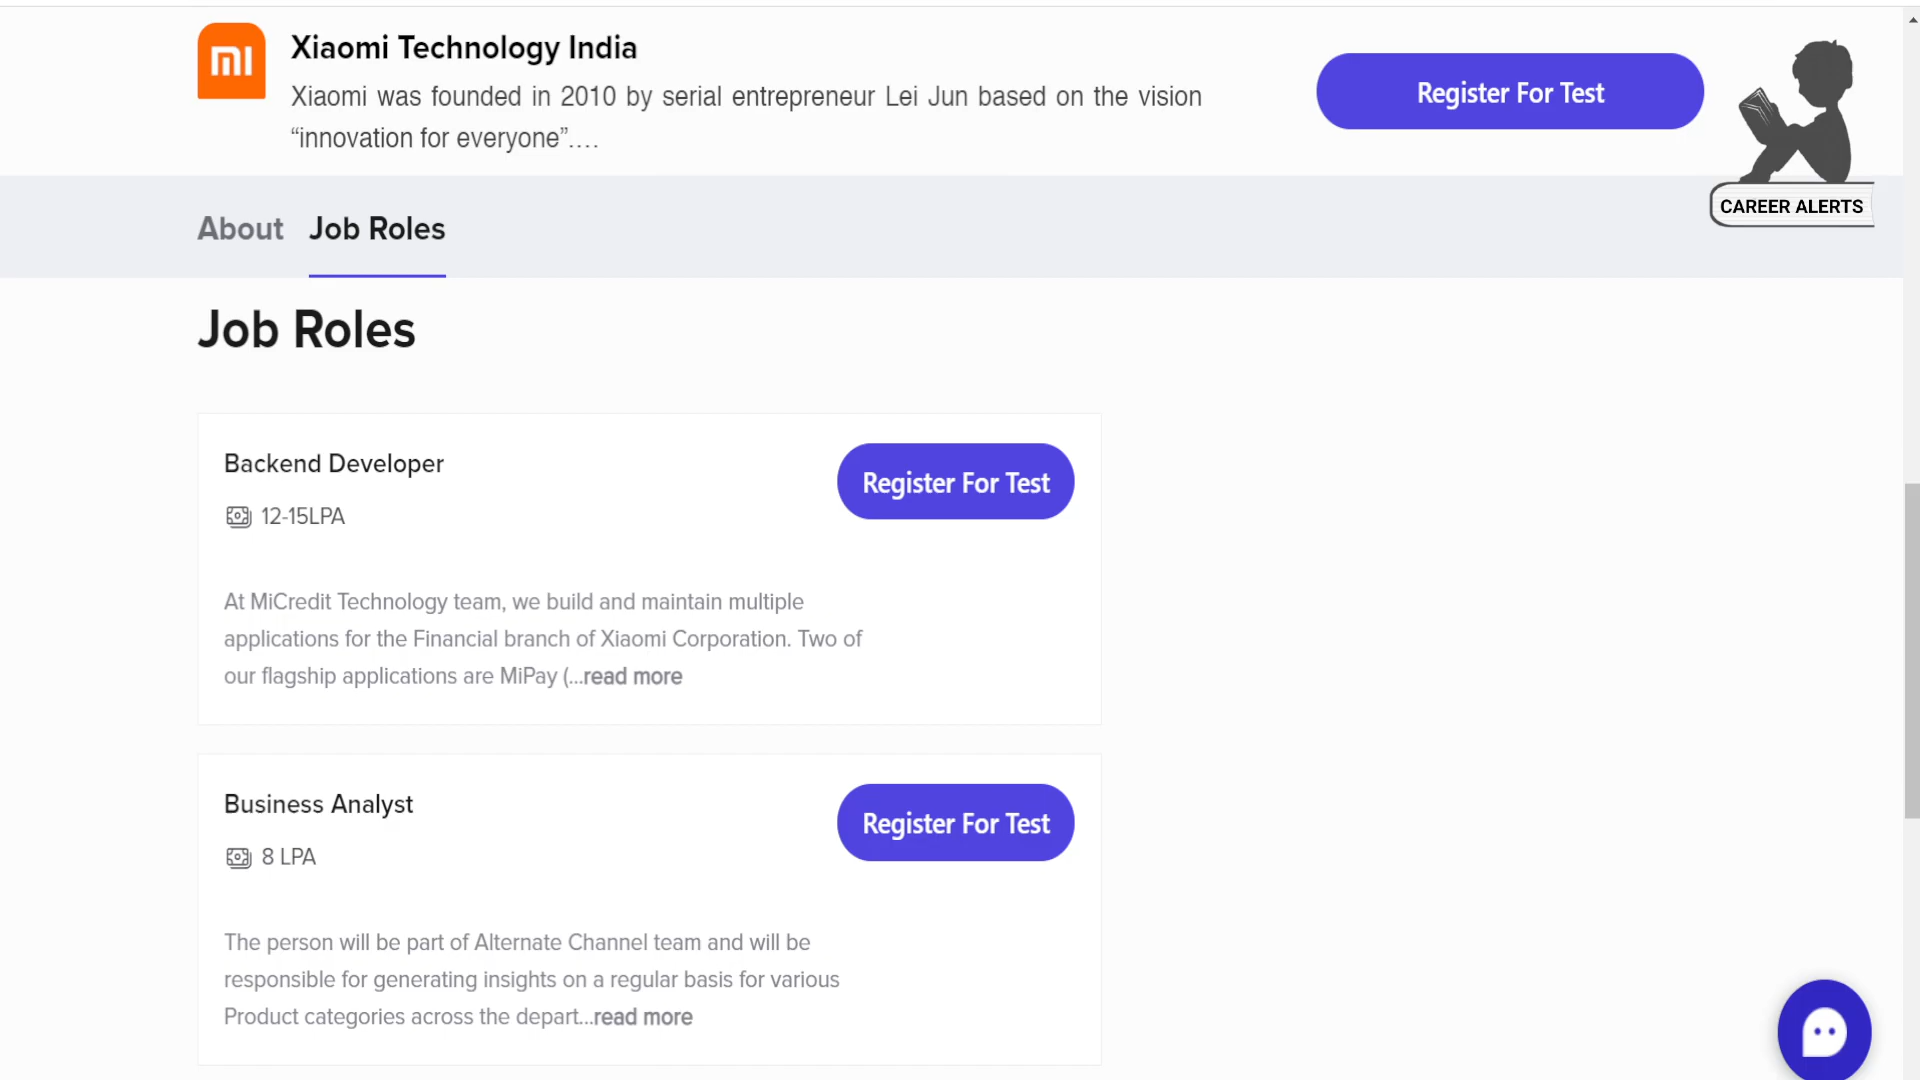 mi
Xiaomi Technology India
Xiaomi was founded in 2010 by serial entrepreneur Lei Jun based on the vision
“innovation for everyone”....
Register For Test
CAREER ALERTS
About Job Roles
Job Roles
Backend Developer
Register For Test
12-15LPA
At MiCredit Technology team, we build and maintain multiple
applications for the Financial branch of Xiaomi Corporation. Two of
our flagship applications are MiPay (...read more
Business Analyst
Register For Test
8 LPA
The person will be part of Alternate Channel team and will be
responsible for generating insights on a regular basis for various
Product categories across the depart...read more